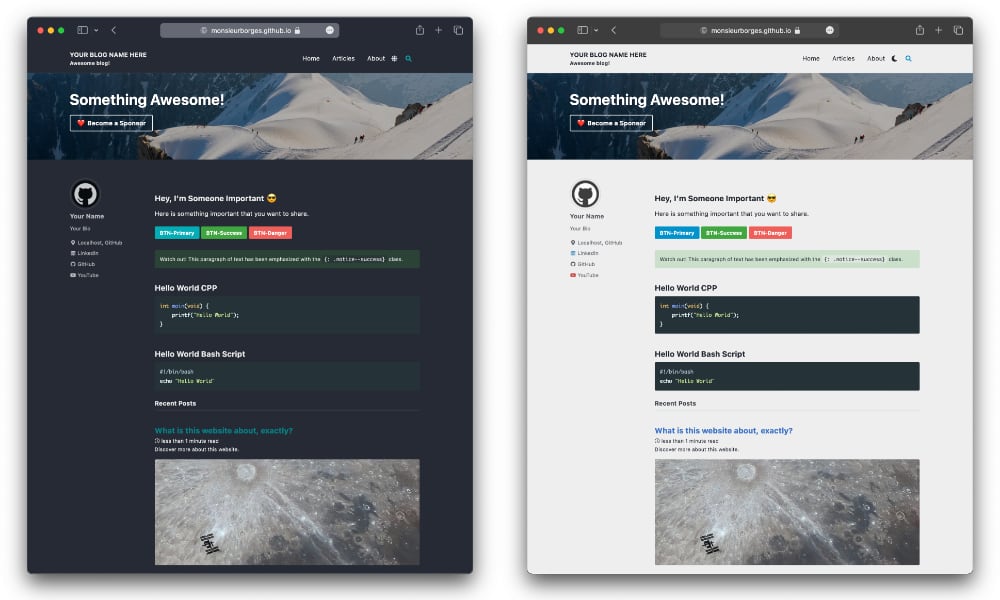 monsieurborges.github.io
YOUR BLOG NAME HERE
Awesome blog!
Home Articles About
Something Awesome!
Become a Sponsor
Your Name
Your Bio
Localhost, GitHub
LinkedIn
GitHub
YouTube
Hey, I'm Someone Important 😎
Here is something important that you want to share.
BTN-Primary BTN-Success BTN-Danger
Watch out! This paragraph of text has been emphasized with the {: .notice--success} class.
Hello World CPP
int main(void) {
printf("Hello World");
}
Hello World Bash Script
#!/bin/bash
echo "Hello World"
Recent Posts
What is this website about, exactly?
less than 1 minute read
Discover more about this website.
monsieurborges.github.io
YOUR BLOG NAME HERE
Awesome blog!
Home Articles About
Something Awesome!
Become a Sponsor
Your Name
Your Bio
Localhost, GitHub
LinkedIn
GitHub
YouTube
Hey, I'm Someone Important 😎
Here is something important that you want to share.
BTN-Primary BTN-Success BTN-Danger
Watch out! This paragraph of text has been emphasized with the {: .notice--success} class.
Hello World CPP
int main(void) {
printf("Hello World");
}
Hello World Bash Script
#!/bin/bash
echo "Hello World"
Recent Posts
What is this website about, exactly?
less than 1 minute read
Discover more about this website.